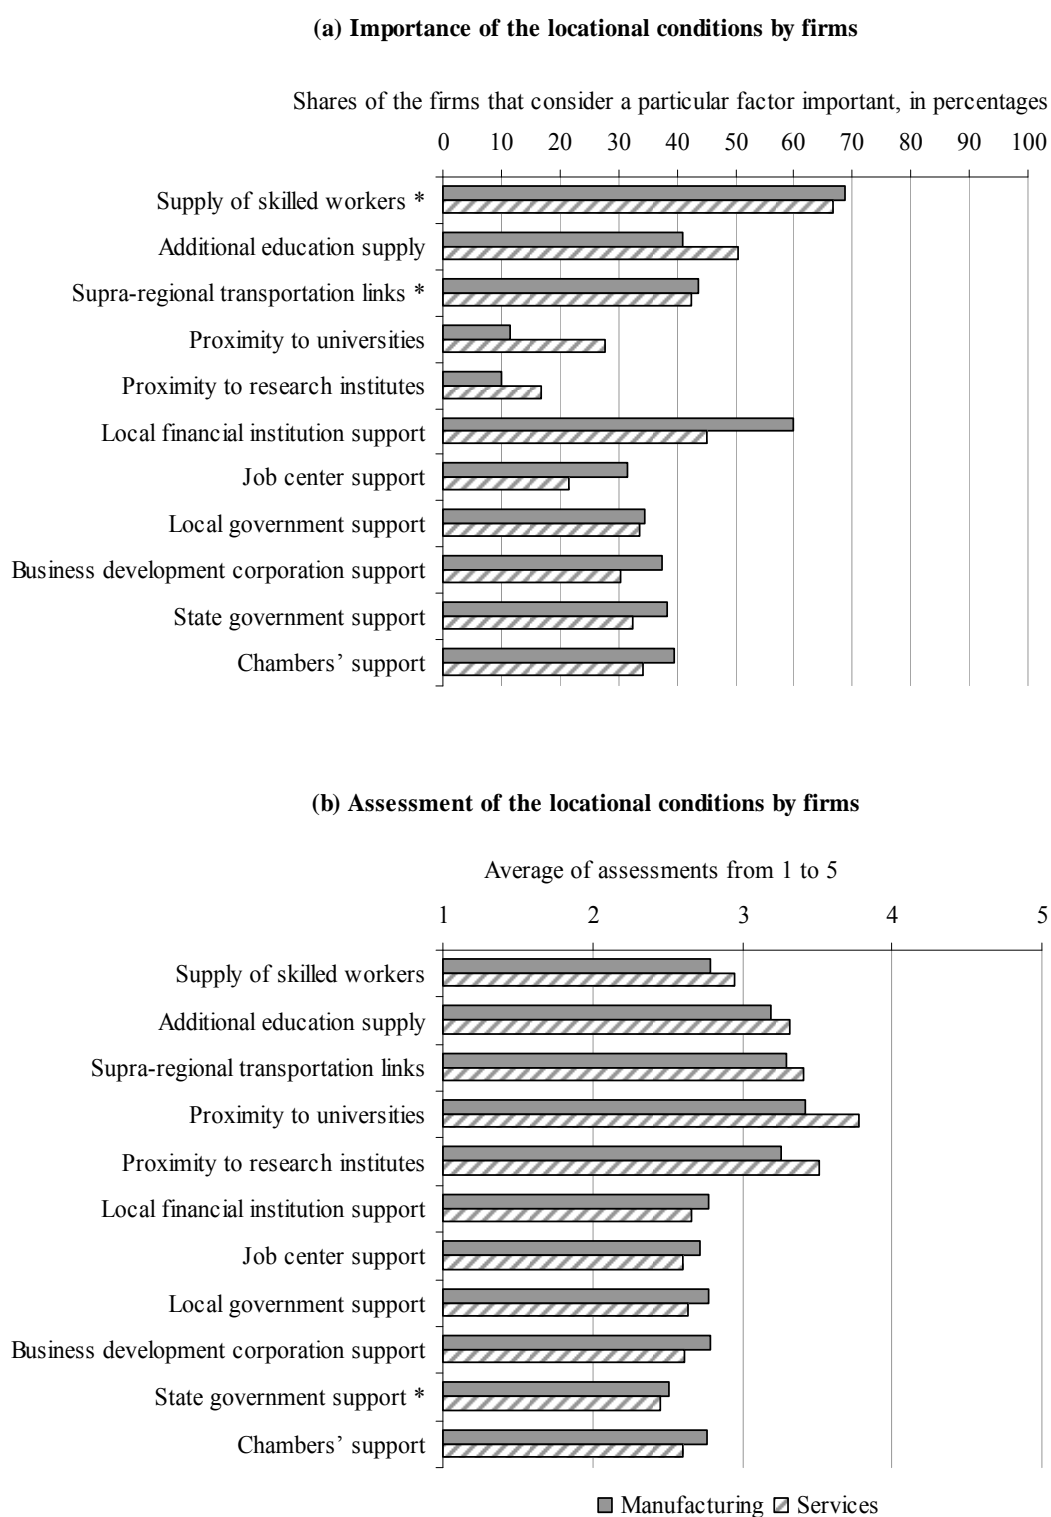 (a) Importance of the locational conditions by firms
Shares of the firms that consider a particular factor important, in percentages
0 10 20 30 40 50 60 70 80 90 100
Supply of skilled workers *
Additional education supply
Supra-regional transportation links *
Proximity to universities
Proximity to research institutes
Local financial institution support
Job center support
Local government support
Business development corporation support
State government support
Chambers’ support
(b) Assessment of the locational conditions by firms
Average of assessments from 1 to 5
1 2 3 4 5
Supply of skilled workers
Additional education supply
Supra-regional transportation links
Proximity to universities
Proximity to research institutes
Local financial institution support
Job center support
Local government support
Business development corporation support
State government support *
Chambers’ support
Manufacturing Services